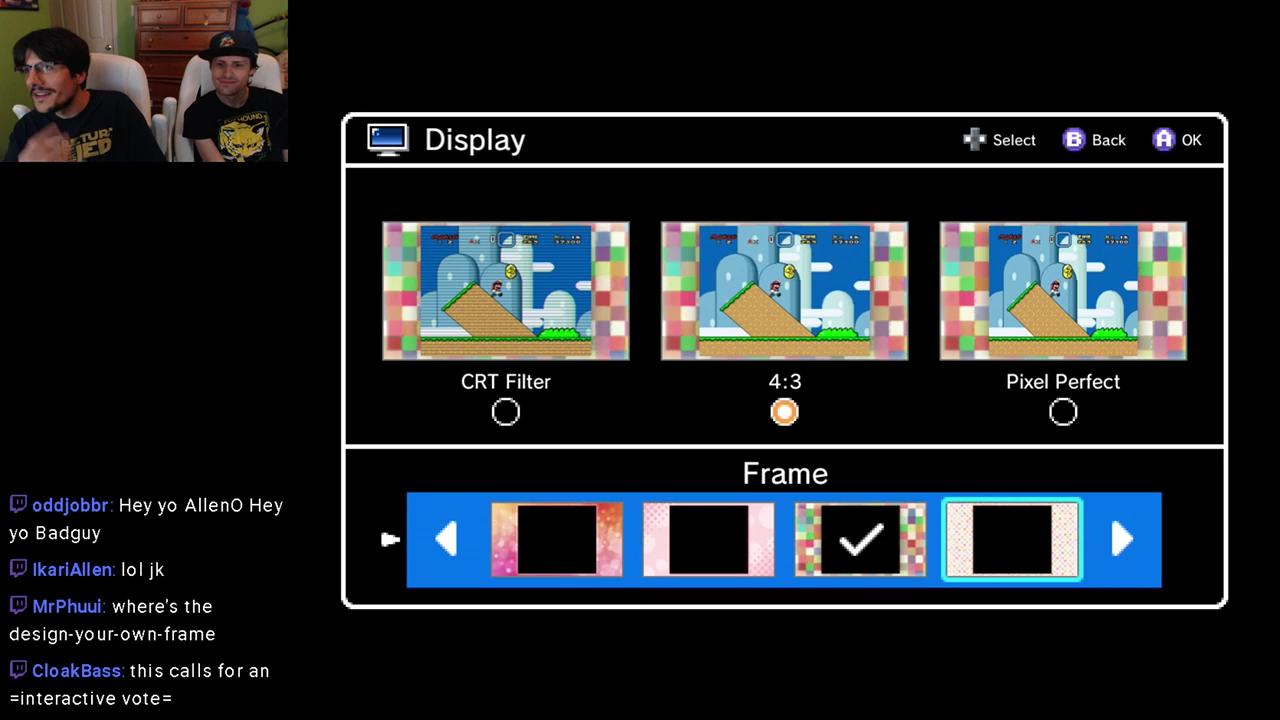 Display
Select
Back
OK
CRT Filter
4:3
Pixel Perfect
Frame
oddjobbr: Hey yo AllenO Hey
yo Badguy
IkariAllen: lol jk
MrPhuui: where's the
design-your-own-frame
CloakBass: this calls for an
=interactive vote=